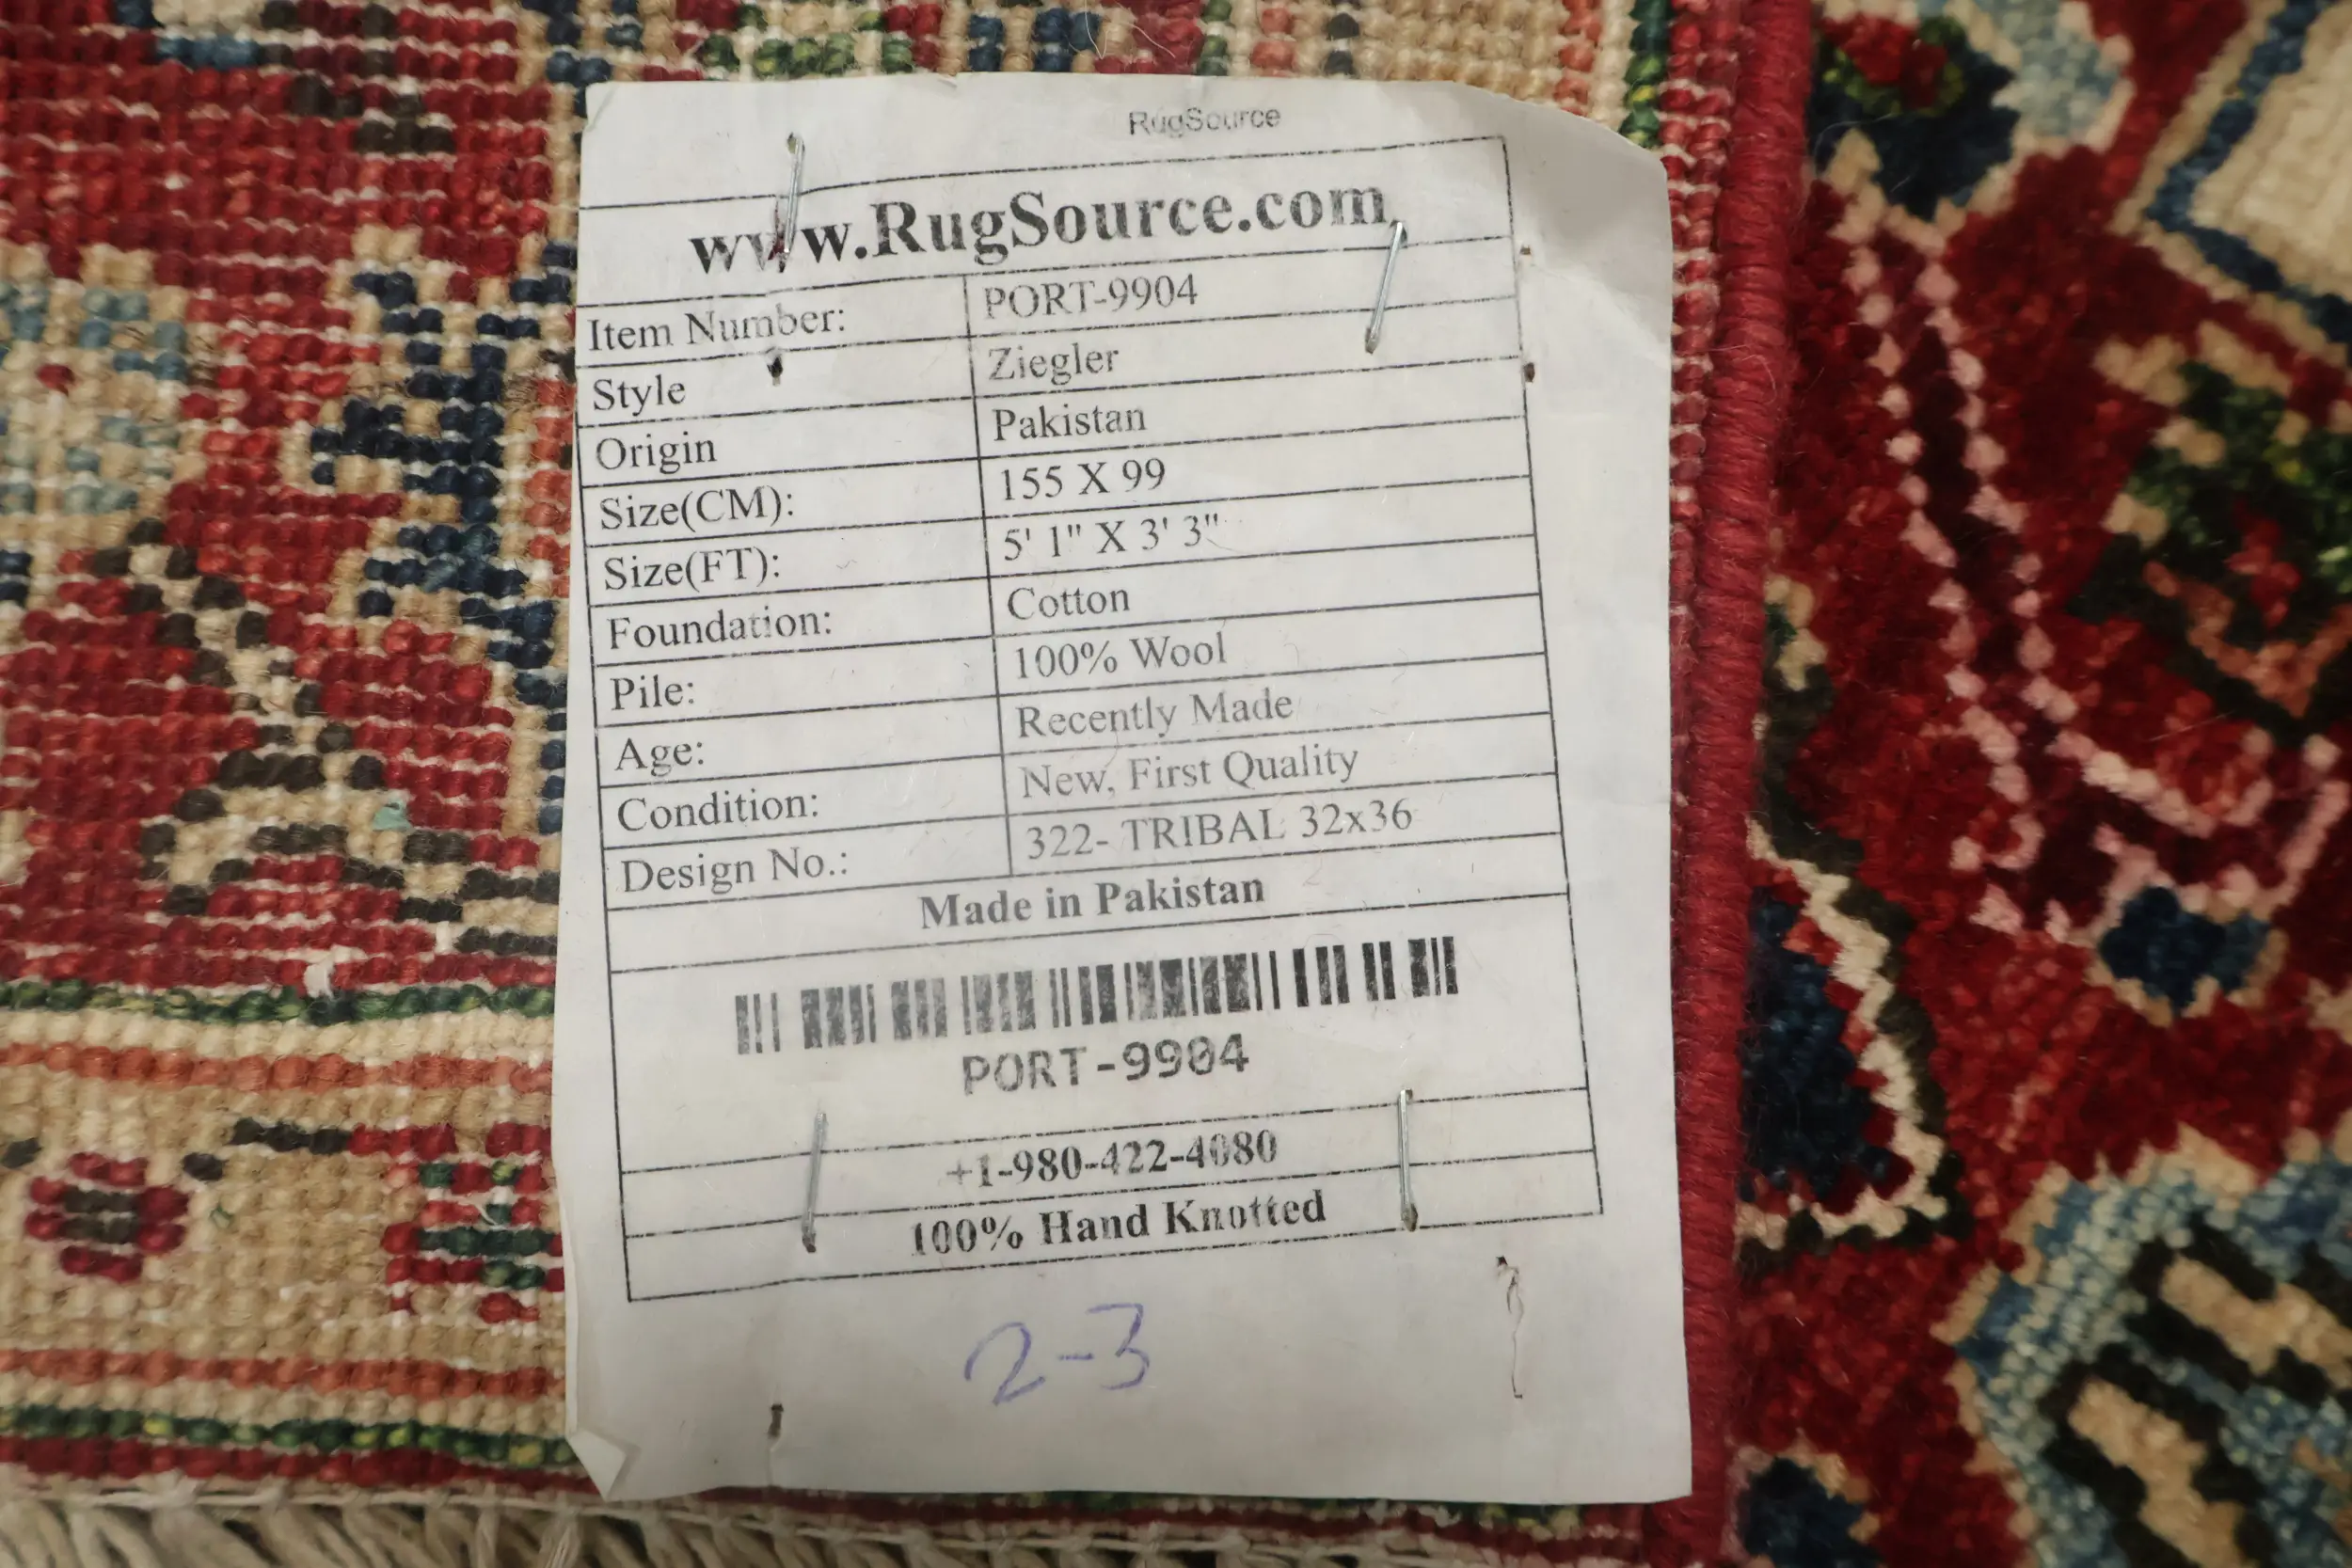 RugSource
www.RugSource.com
Item Number: PORT-9904
Style Ziegler
Origin Pakistan
Size(CM): 155 X 99
Size(FT): 5' 1" X 3' 3"
Foundation: Cotton
Pile: 100% Wool
Age: Recently Made
Condition: New, First Quality
Design No.: 322- TRIBAL 32x36
Made in Pakistan
PORT-9904
+1-980-422-4080
100% Hand Knotted
2-3